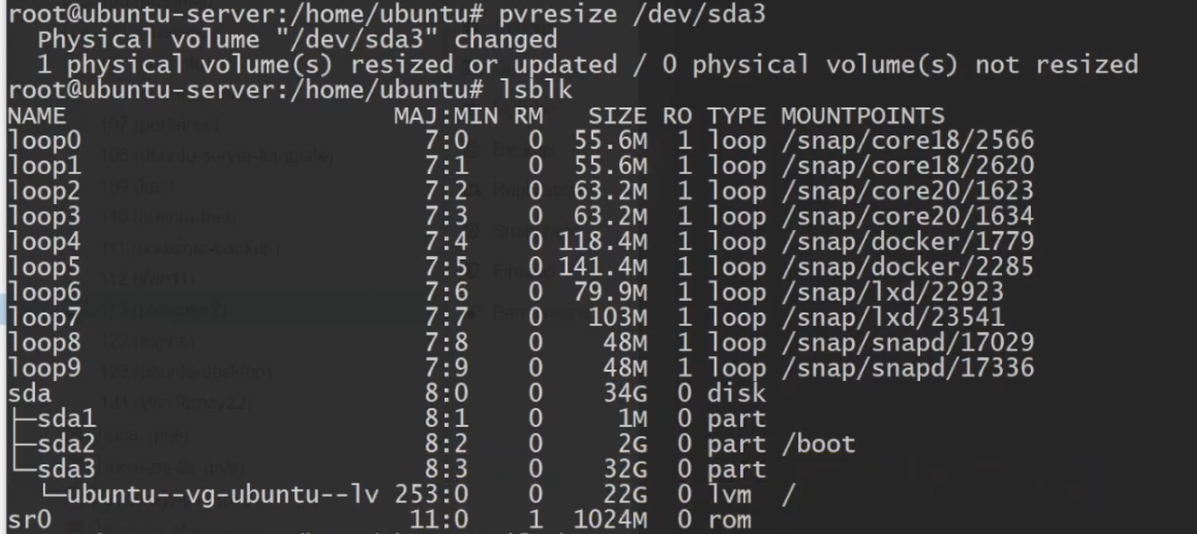 root@ubuntu-server:/home/ubuntu# pvresize /dev/sda3
  Physical volume "/dev/sda3" changed
  1 physical volume(s) resized or updated / 0 physical volume(s) not resized
root@ubuntu-server:/home/ubuntu# lsblk
NAME                      MAJ:MIN RM   SIZE RO TYPE MOUNTPOINTS
loop0                       7:0    0  55.6M  1 loop /snap/core18/2566
loop1                       7:1    0  55.6M  1 loop /snap/core18/2620
loop2                       7:2    0  63.2M  1 loop /snap/core20/1623
loop3                       7:3    0  63.2M  1 loop /snap/core20/1634
loop4                       7:4    0 118.4M  1 loop /snap/docker/1779
loop5                       7:5    0 141.4M  1 loop /snap/docker/2285
loop6                       7:6    0  79.9M  1 loop /snap/lxd/22923
loop7                       7:7    0   103M  1 loop /snap/lxd/23541
loop8                       7:8    0    48M  1 loop /snap/snapd/17029
loop9                       7:9    0    48M  1 loop /snap/snapd/17336
sda                         8:0    0    34G  0 disk
├─sda1                      8:1    0     1M  0 part
├─sda2                      8:2    0     2G  0 part /boot
└─sda3                      8:3    0    32G  0 part
  └─ubuntu--vg-ubuntu--lv 253:0    0    22G  0 lvm  /
sr0                        11:0    1  1024M  0 rom